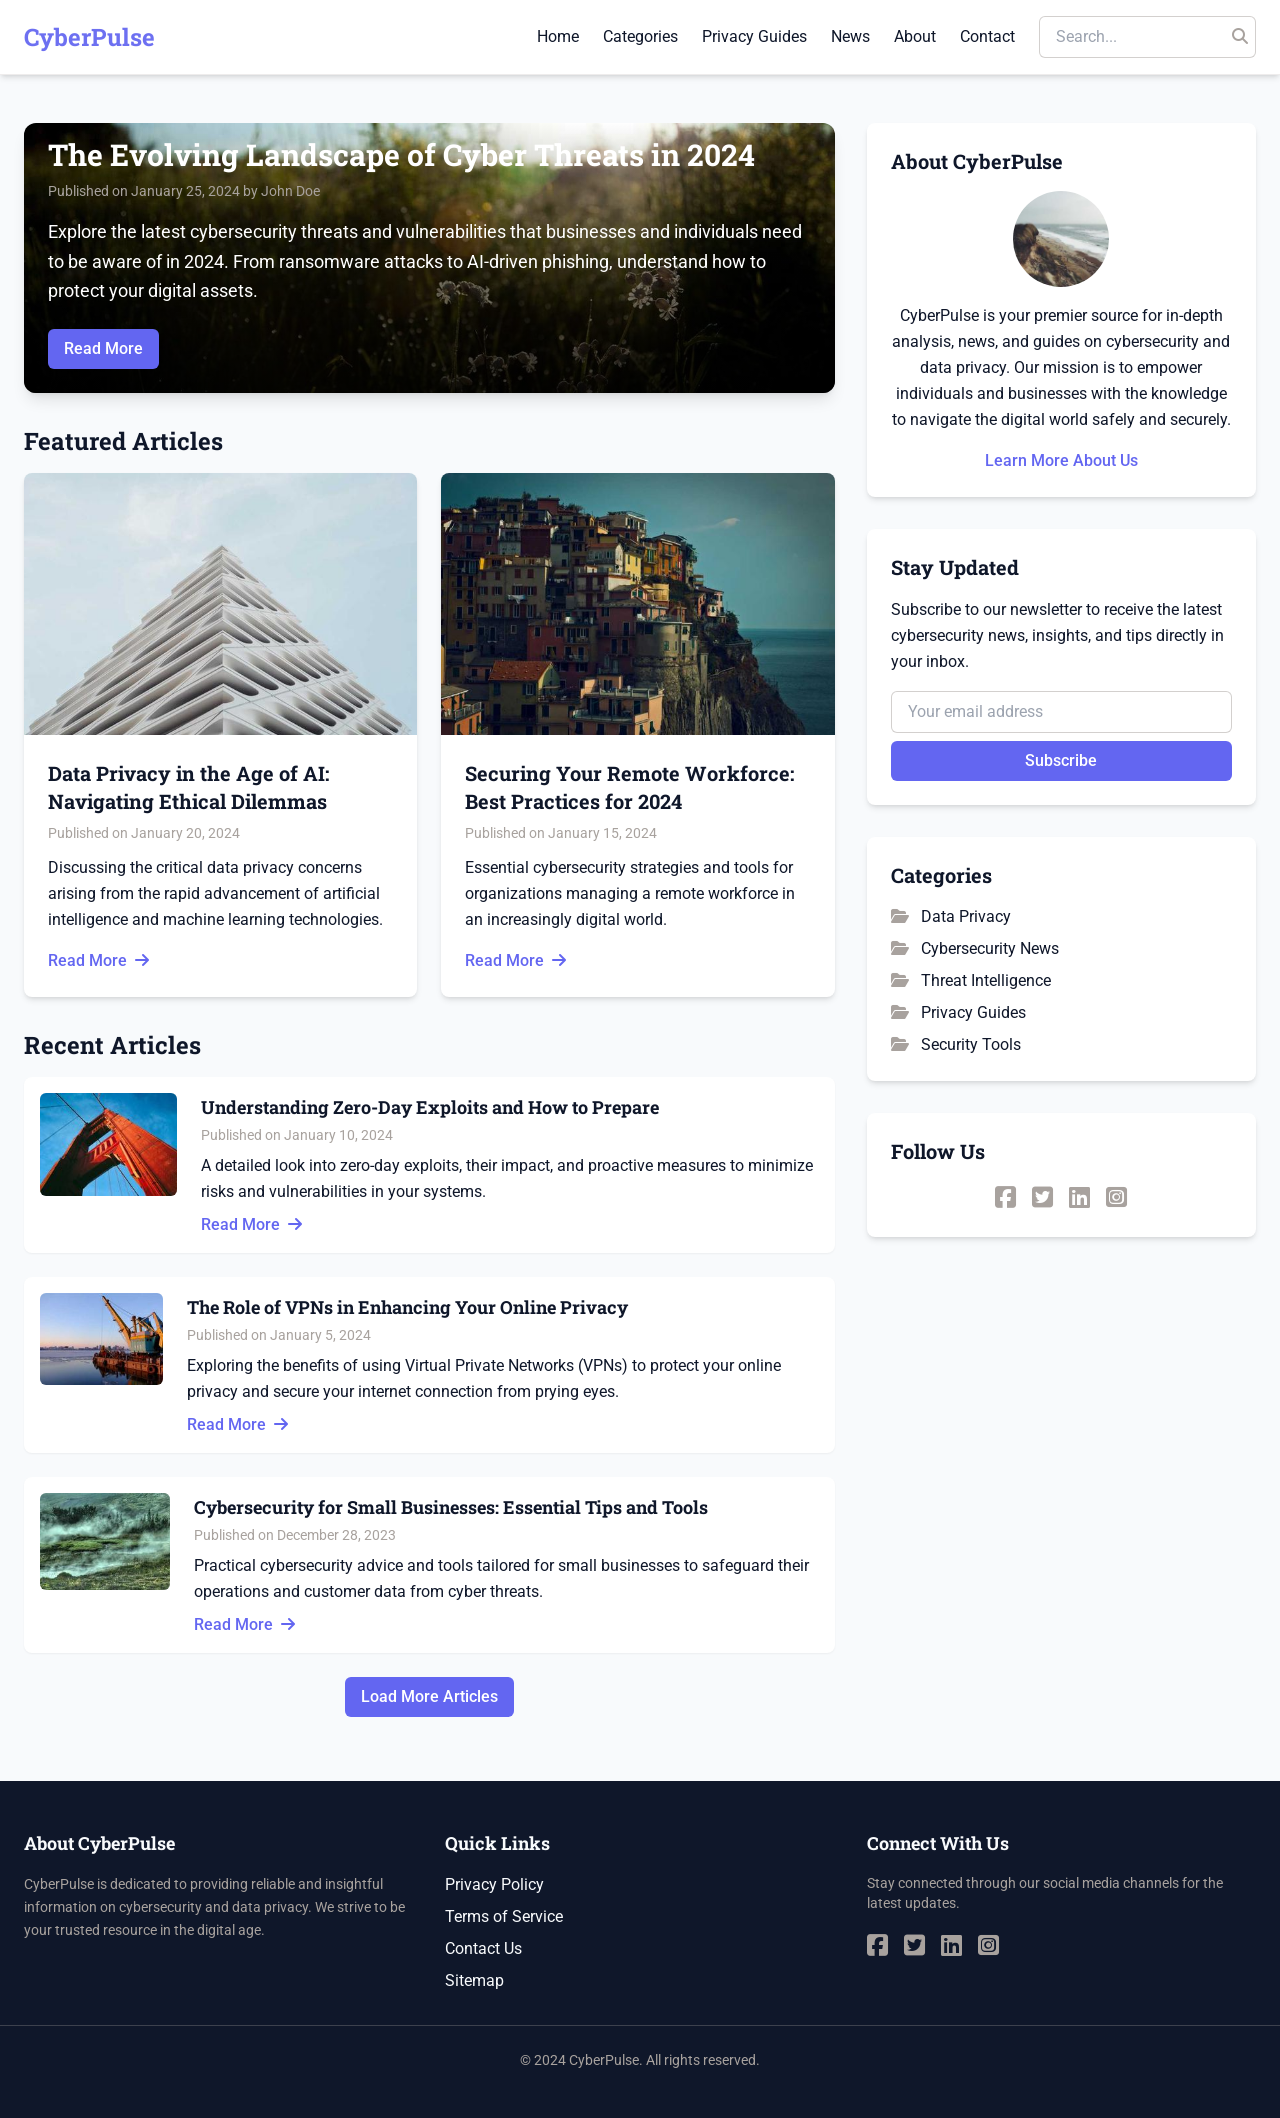 CyberPulse
Home
Categories
Privacy Guides
News
About
Contact
Search...
The Evolving Landscape of Cyber Threats in 2024
Published on January 25, 2024 by John Doe
Explore the latest cybersecurity threats and vulnerabilities that businesses and individuals need
to be aware of in 2024. From ransomware attacks to AI-driven phishing, understand how to
protect your digital assets.
Read More
Featured Articles
Data Privacy in the Age of AI:
Navigating Ethical Dilemmas
Published on January 20, 2024
Discussing the critical data privacy concerns
arising from the rapid advancement of artificial
intelligence and machine learning technologies.
Read More
Securing Your Remote Workforce:
Best Practices for 2024
Published on January 15, 2024
Essential cybersecurity strategies and tools for
organizations managing a remote workforce in
an increasingly digital world.
Read More
Recent Articles
Understanding Zero-Day Exploits and How to Prepare
Published on January 10, 2024
A detailed look into zero-day exploits, their impact, and proactive measures to minimize
risks and vulnerabilities in your systems.
Read More
The Role of VPNs in Enhancing Your Online Privacy
Published on January 5, 2024
Exploring the benefits of using Virtual Private Networks (VPNs) to protect your online
privacy and secure your internet connection from prying eyes.
Read More
Cybersecurity for Small Businesses: Essential Tips and Tools
Published on December 28, 2023
Practical cybersecurity advice and tools tailored for small businesses to safeguard their
operations and customer data from cyber threats.
Read More
Load More Articles
About CyberPulse
CyberPulse is your premier source for in-depth
analysis, news, and guides on cybersecurity and
data privacy. Our mission is to empower
individuals and businesses with the knowledge
to navigate the digital world safely and securely.
Learn More About Us
Stay Updated
Subscribe to our newsletter to receive the latest
cybersecurity news, insights, and tips directly in
your inbox.
Your email address
Subscribe
Categories
Data Privacy
Cybersecurity News
Threat Intelligence
Privacy Guides
Security Tools
Follow Us
About CyberPulse
CyberPulse is dedicated to providing reliable and insightful
information on cybersecurity and data privacy. We strive to be
your trusted resource in the digital age.
Quick Links
Privacy Policy
Terms of Service
Contact Us
Sitemap
Connect With Us
Stay connected through our social media channels for the
latest updates.
© 2024 CyberPulse. All rights reserved.